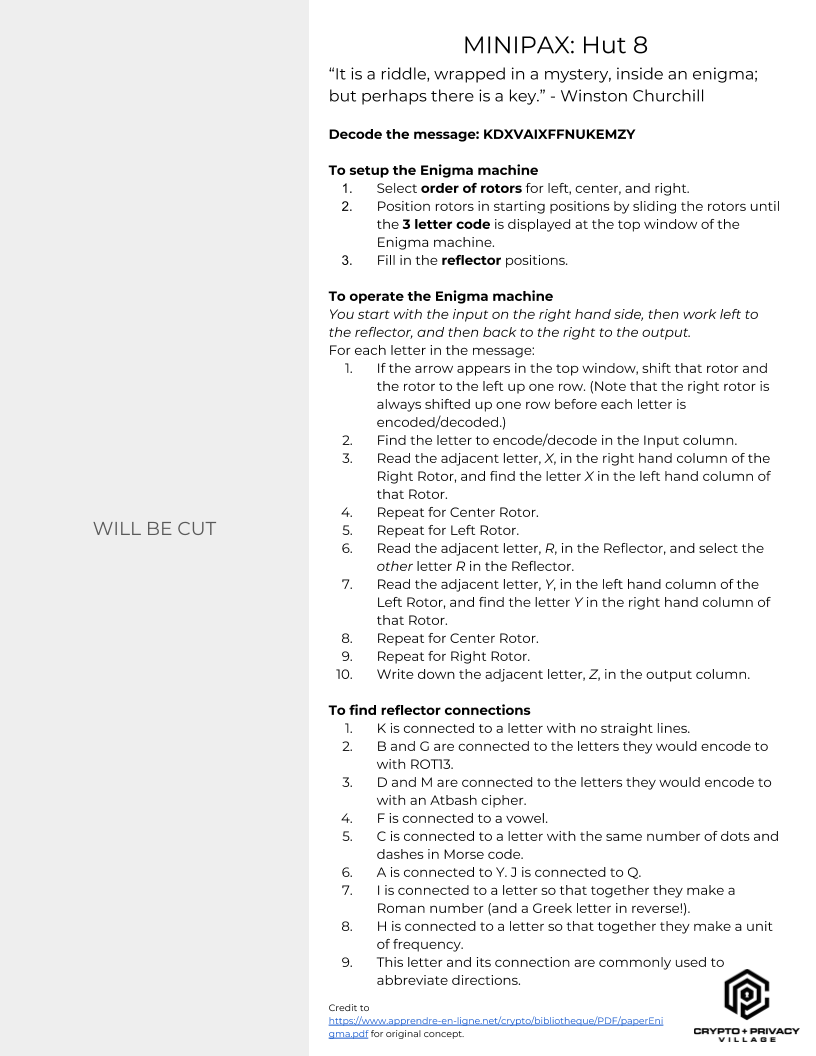 MINIPAX: Hut 8
“It is a riddle, wrapped in a mystery, inside an enigma;
but perhaps there is a key.” - Winston Churchill
Decode the message: KDXVAIXFFNUKEMZY
To setup the Enigma machine
1. Select order of rotors for left, center, and right.
2. Position rotors in starting positions by sliding the rotors until
the 3 letter code is displayed at the top window of the
Enigma machine.
3. Fill in the reflector positions.
To operate the Enigma machine
You start with the input on the right hand side, then work left to
the reflector, and then back to the right to the output.
For each letter in the message:
1. If the arrow appears in the top window, shift that rotor and
the rotor to the left up one row. (Note that the right rotor is
always shifted up one row before each letter is
encoded/decoded.)
2. Find the letter to encode/decode in the Input column.
3. Read the adjacent letter, X, in the right hand column of the
Right Rotor, and find the letter X in the left hand column of
that Rotor.
4. Repeat for Center Rotor.
5. Repeat for Left Rotor.
6. Read the adjacent letter, R, in the Reflector, and select the
other letter R in the Reflector.
7. Read the adjacent letter, Y, in the left hand column of the
Left Rotor, and find the letter Y in the right hand column of
that Rotor.
8. Repeat for Center Rotor.
9. Repeat for Right Rotor.
10. Write down the adjacent letter, Z, in the output column.
WILL BE CUT
To find reflector connections
1. K is connected to a letter with no straight lines.
2. B and G are connected to the letters they would encode to
with ROT13.
3. D and M are connected to the letters they would encode to
with an Atbash cipher.
4. F is connected to a vowel.
5. C is connected to a letter with the same number of dots and
dashes in Morse code.
6. A is connected to Y. J is connected to Q.
7. I is connected to a letter so that together they make a
Roman number (and a Greek letter in reverse!).
8. H is connected to a letter so that together they make a unit
of frequency.
9. This letter and its connection are commonly used to
abbreviate directions.
Credit to
https://www.apprendre-en-ligne.net/crypto/bibliotheque/PDF/paperEni
gma.pdf for original concept.
CRYPTO + PRIVACY
VILLAGE